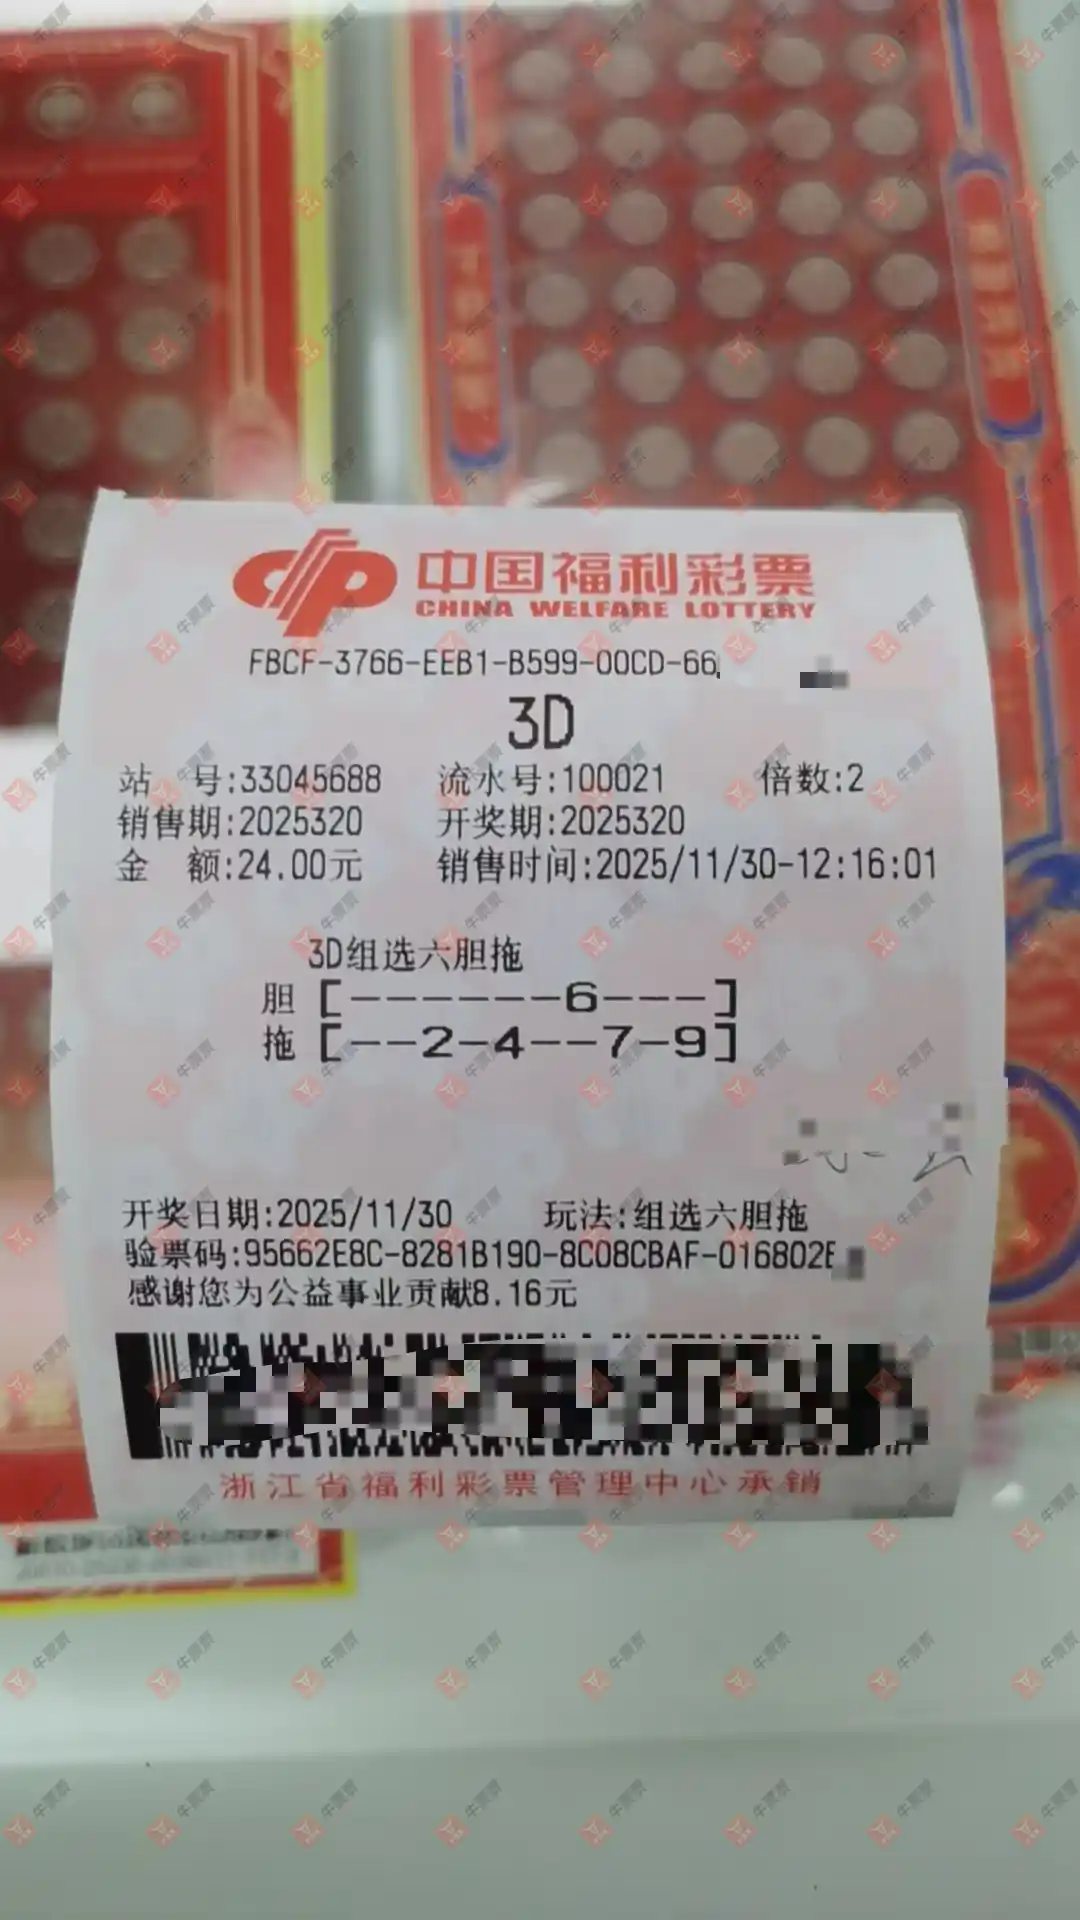 中国福利彩票
CHINA WELFARE LOTTERY
FBCF-3766-EEB1-B599-00CD-66
3D
站 号:33045688 流水号:100021 倍数:2
销售期:2025320 开奖期:2025320
金 额:24.00元 销售时间:2025/11/30-12:16:01
3D组选六胆拖
胆 [------6---]
拖 [--2-4--7-9]
开奖日期:2025/11/30 玩法:组选六胆拖
验票码:95662E8C-8281B190-8C08CBAF-016802E
感谢您为公益事业贡献8.16元
浙江省福利彩票管理中心承销
牛票票